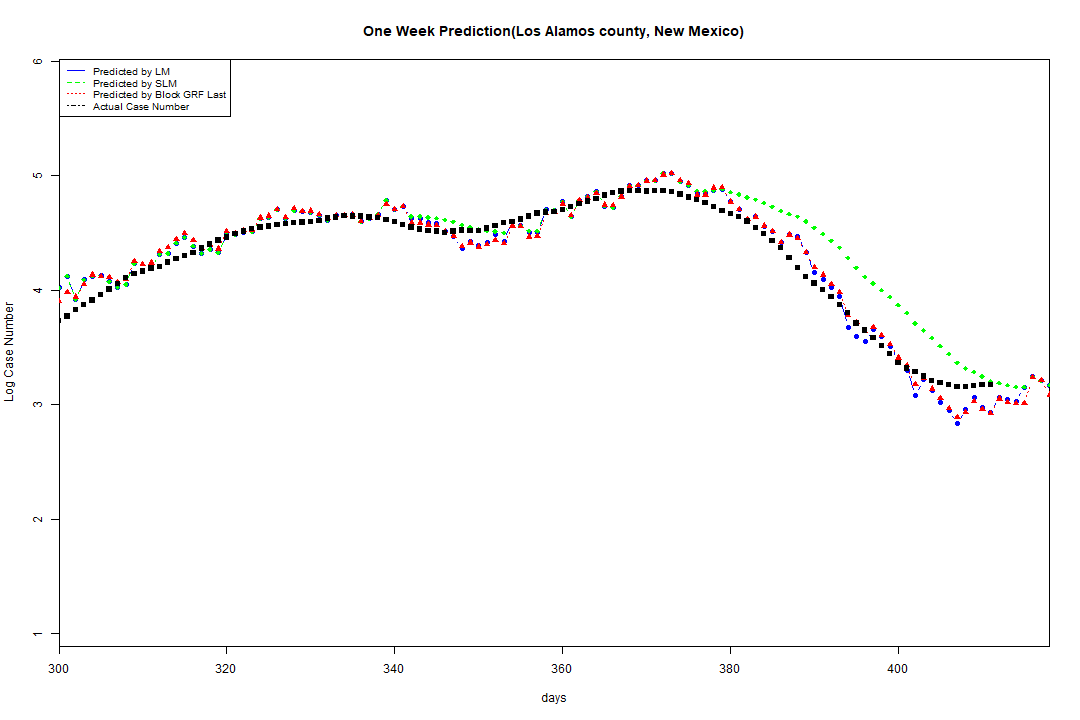 One Week Prediction(Los Alamos county, New Mexico)
Predicted by LM
Predicted by SLM
Predicted by Block GRF Last
Actual Case Number
6
5
4
3
2
1
Log Case Number
300 320 340 360 380 400
days